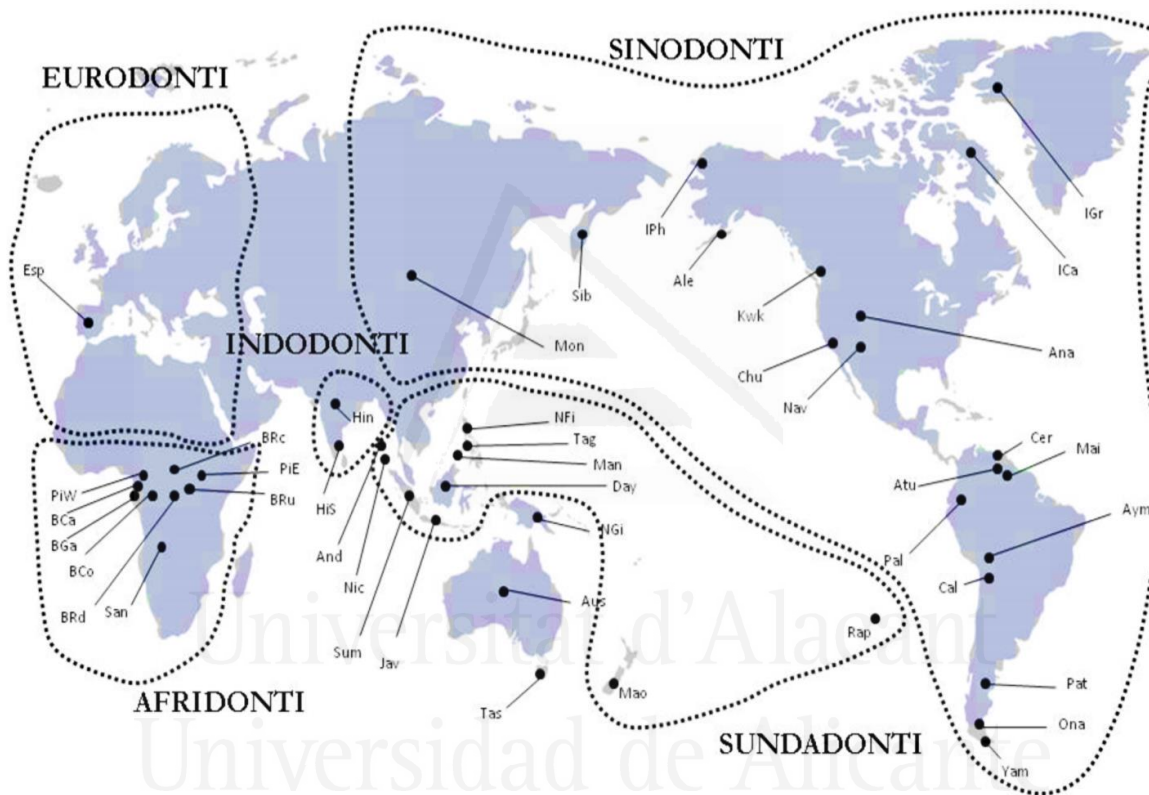 SINODONTI
EURODONTI
IGr
IPh
Esp
ICa
Sib
Ale
Kwk
INDODONTI
Mon
Ana
Chu
Nav
Hin
NFi
BRc
Tag
Cer
PiE
Man
Mai
PiW
HiS
Day
Atu
BRu
BCa
Aym
BGa
And
NGi
Pal
BCo
Nic
Cal
BRd
San
Aus
Sum
Jav
Rap
Universitat d'Alacant
AFRIDONTI
Tas
Mao
Pat
Ona
SUNDADONTI
Universidad de Alicante
Yam